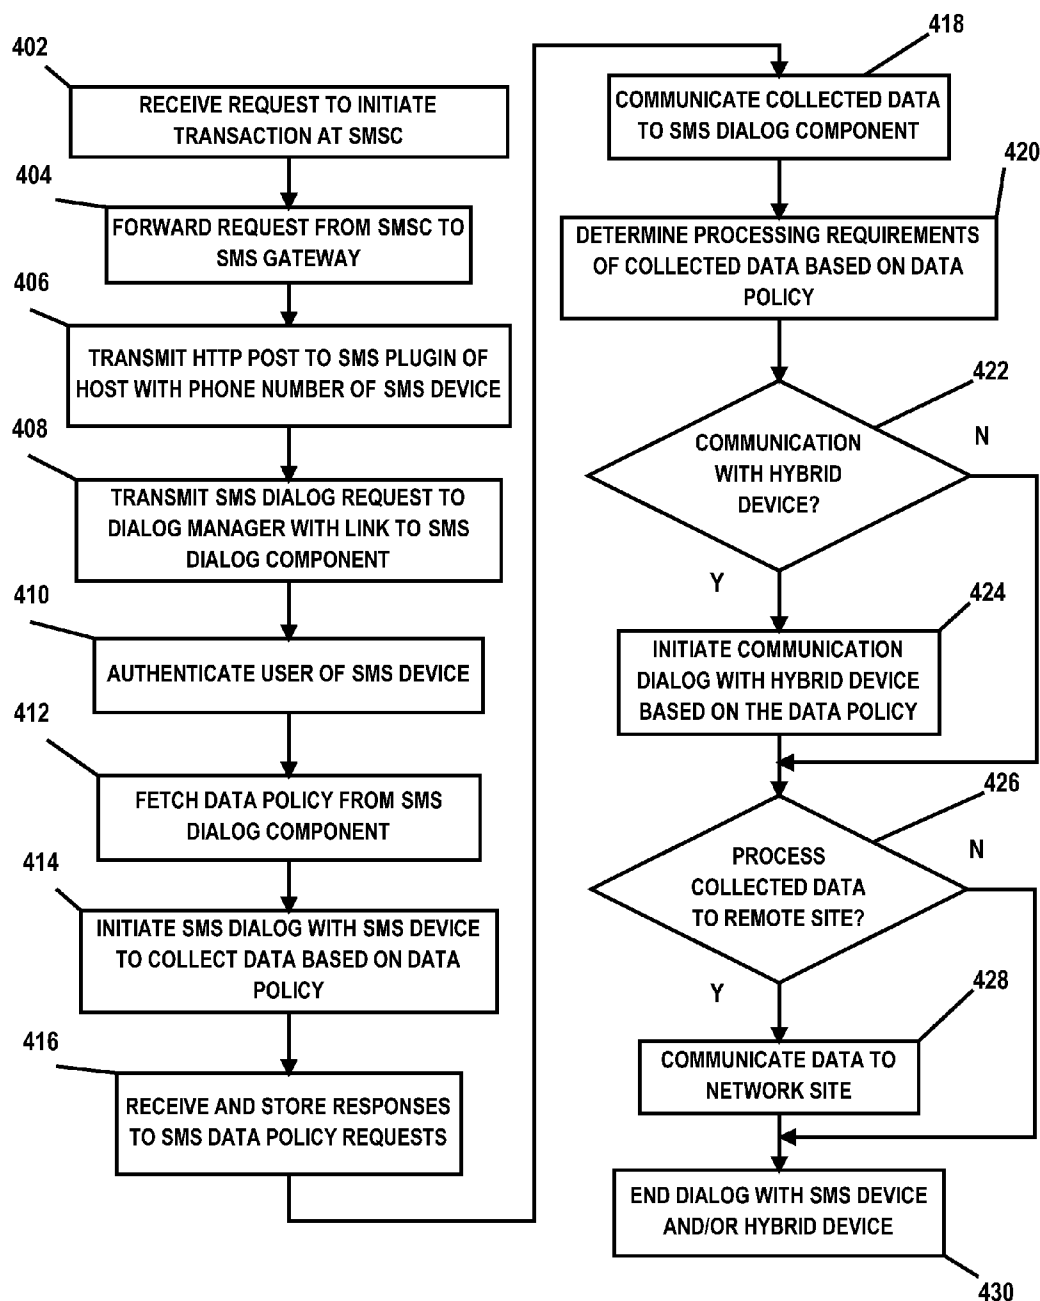 402
RECEIVE REQUEST TO INITIATE
TRANSACTION AT SMSC
404
FORWARD REQUEST FROM SMSC TO
SMS GATEWAY
406
TRANSMIT HTTP POST TO SMS PLUGIN OF
HOST WITH PHONE NUMBER OF SMS DEVICE
408
TRANSMIT SMS DIALOG REQUEST TO
DIALOG MANAGER WITH LINK TO SMS
DIALOG COMPONENT
410
AUTHENTICATE USER OF SMS DEVICE
412
FETCH DATA POLICY FROM SMS
DIALOG COMPONENT
414
INITIATE SMS DIALOG WITH SMS DEVICE
TO COLLECT DATA BASED ON DATA
POLICY
416
RECEIVE AND STORE RESPONSES
TO SMS DATA POLICY REQUESTS
418
COMMUNICATE COLLECTED DATA
TO SMS DIALOG COMPONENT
420
DETERMINE PROCESSING REQUIREMENTS
OF COLLECTED DATA BASED ON DATA
POLICY
422
COMMUNICATION
WITH HYBRID
DEVICE?
N
Y
424
INITIATE COMMUNICATION
DIALOG WITH HYBRID DEVICE
BASED ON THE DATA POLICY
426
PROCESS
COLLECTED DATA
TO REMOTE SITE?
N
Y
428
COMMUNICATE DATA TO
NETWORK SITE
END DIALOG WITH SMS DEVICE
AND/OR HYBRID DEVICE
430